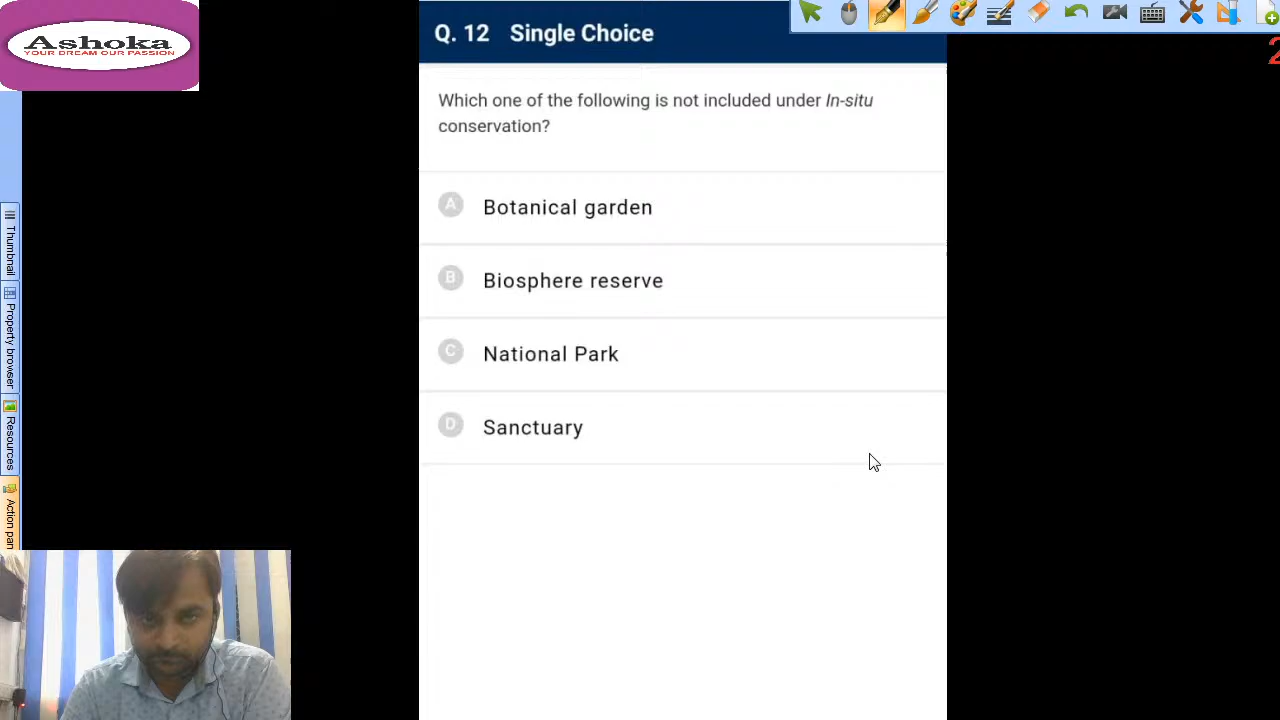 Ashoka
YOUR DREAM OUR PASSION
Q. 12 Single Choice
2
Which one of the following is not included under In-situ
conservation?
A Botanical garden
B Biosphere reserve
C National Park
D Sanctuary
Thumbnail
Property browser
Resources
Action pan